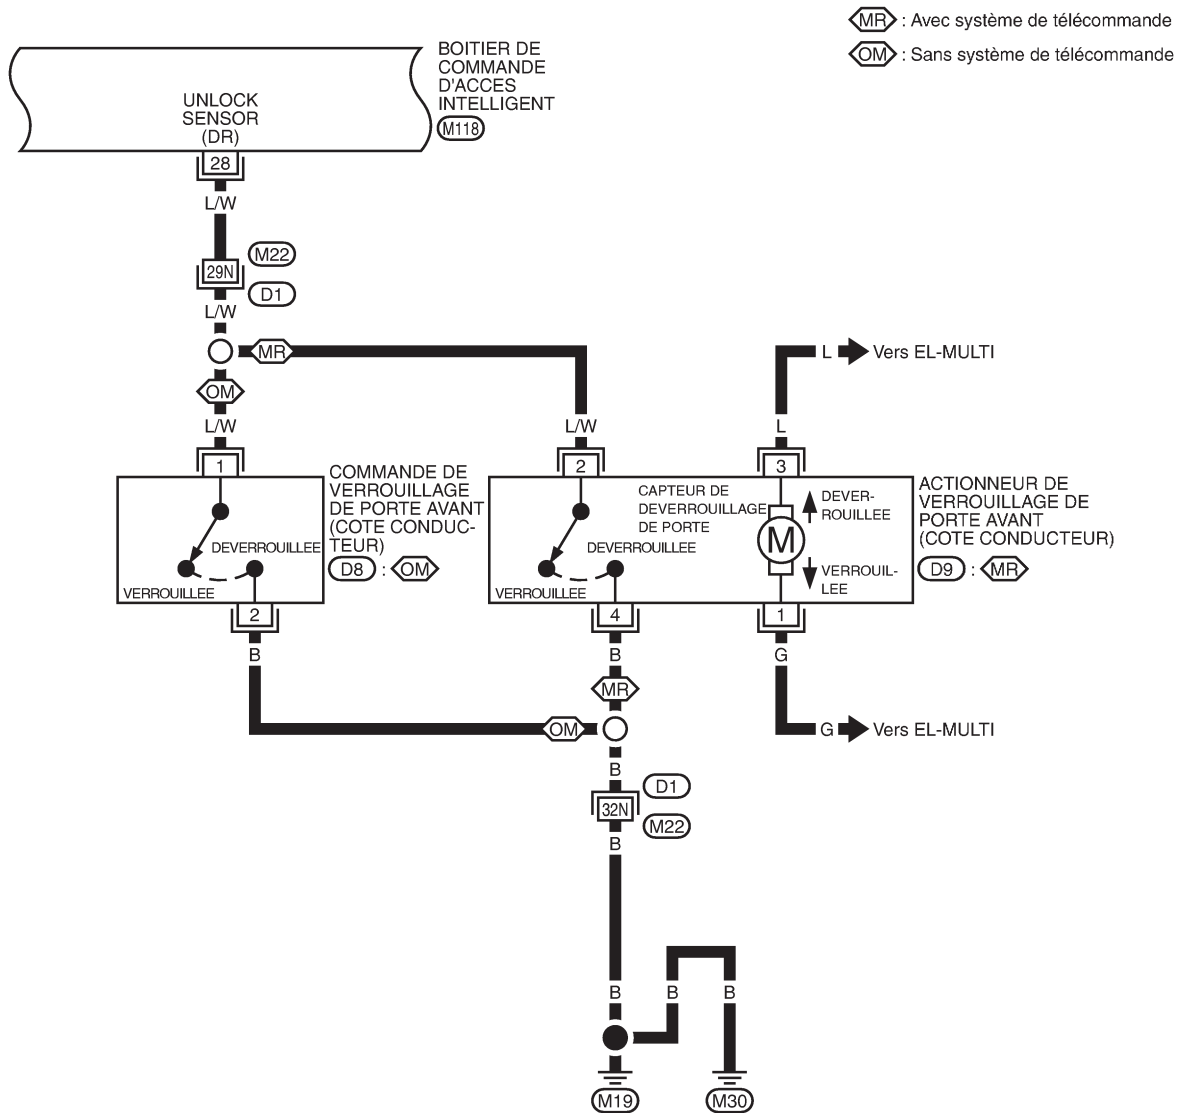 MR : Avec système de télécommande
OM : Sans système de télécommande
BOITIER DE
COMMANDE
D'ACCES
INTELLIGENT
M118
UNLOCK
SENSOR
(DR)
28
L/W
M22
29N
D1
L/W
MR
L Vers EL-MULTI
OM
L/W
L/W
L
1
2
3
COMMANDE DE
VERROUILLAGE
DE PORTE AVANT
(COTE CONDUC-
TEUR)
D8 : OM
DEVERROUILLEE
VERROUILLEE
CAPTEUR DE
DEVERROUILLAGE
DE PORTE
DEVERROUILLEE
VERROUILLEE
M
DEVER-
ROUILLEE
VERROUIL-
LEE
ACTIONNEUR DE
VERROUILLAGE DE
PORTE AVANT
(COTE CONDUCTEUR)
D9 : MR
2
4
1
B
B
G
MR
OM
G Vers EL-MULTI
B
D1
32N
M22
B
B
B
B
M19
M30